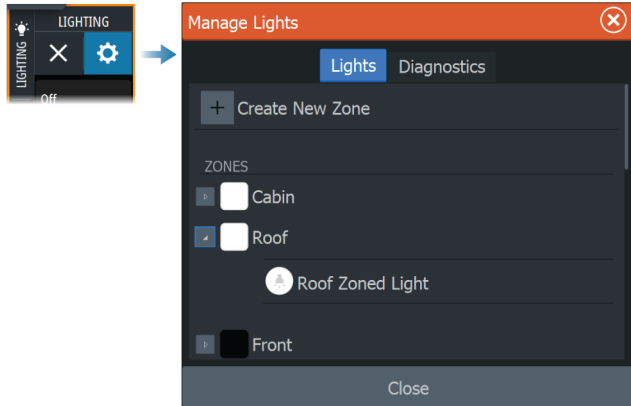 LIGHTING
LIGHTING
Off
Manage Lights
Lights Diagnostics
Create New Zone
ZONES
Cabin
Roof
Roof Zoned Light
Front
Close